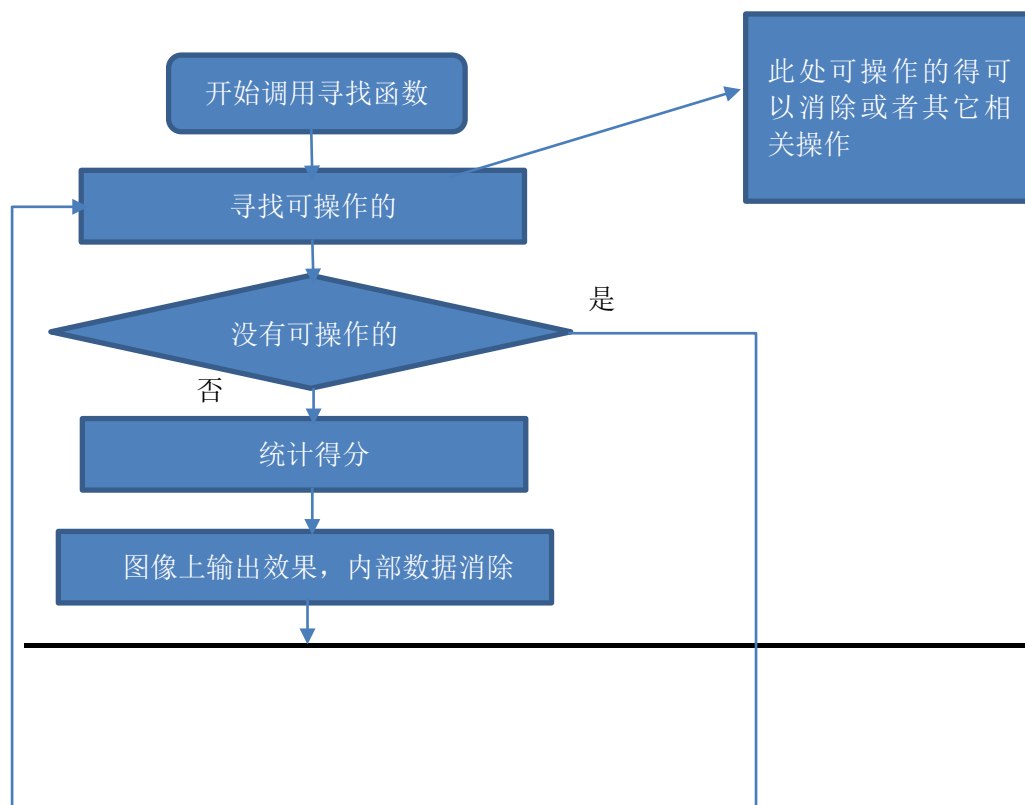 开始调用寻找函数
此处可操作的得可
以消除或者其它相
关操作
寻找可操作的
是
没有可操作的
否
统计得分
图像上输出效果，内部数据消除